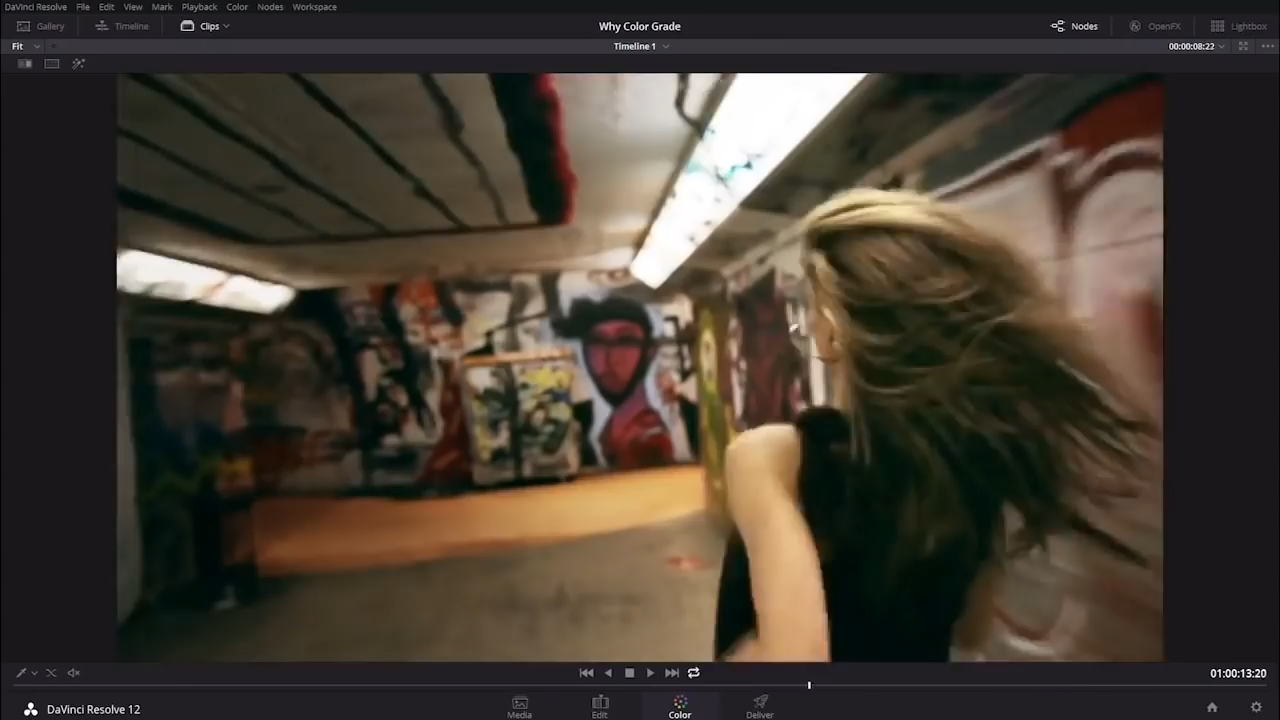 DaVinci Resolve File Edit View Mark Playback Color Nodes Workspace
Gallery Timeline Clips Why Color Grade Nodes OpenFX Lightbox
Fit Timeline 1 00:00:08:22
01:00:13:20
DaVinci Resolve 12 Media Edit Color Deliver